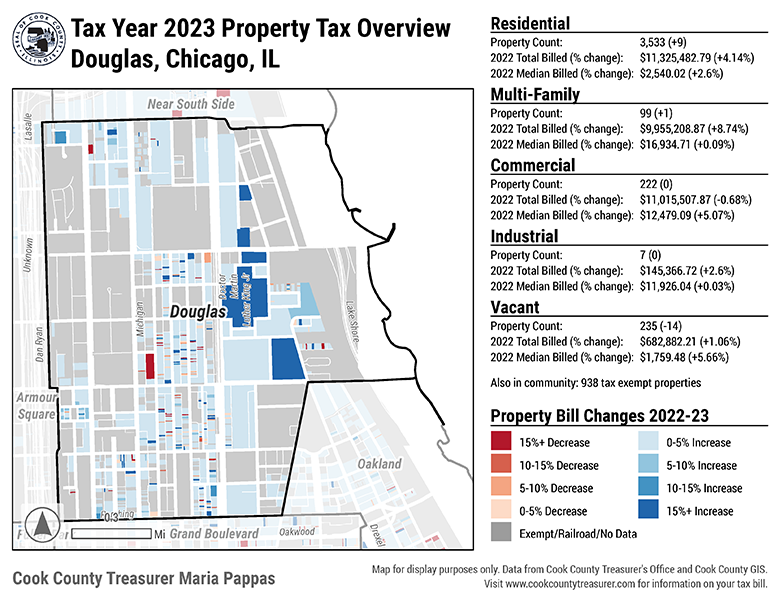 Tax Year 2023 Property Tax Overview
Douglas, Chicago, IL
Residential
Property Count: 3,533 (+9)
2022 Total Billed (% change): $11,325,482.79 (+4.14%)
2022 Median Billed (% change): $2,540.02 (+2.6%)
Multi-Family
Property Count: 99 (+1)
2022 Total Billed (% change): $9,955,208.87 (+8.74%)
2022 Median Billed (% change): $16,934.71 (+0.09%)
Commercial
Property Count: 222 (0)
2022 Total Billed (% change): $11,015,507.87 (-0.68%)
2022 Median Billed (% change): $12,479.09 (+5.07%)
Industrial
Property Count: 7 (0)
2022 Total Billed (% change): $145,366.72 (+2.6%)
2022 Median Billed (% change): $11,926.04 (+0.03%)
Vacant
Property Count: 235 (-14)
2022 Total Billed (% change): $682,882.21 (+1.06%)
2022 Median Billed (% change): $1,759.48 (+5.66%)
Also in community: 938 tax exempt properties
Property Bill Changes 2022-23
15%+ Decrease
10-15% Decrease
5-10% Decrease
0-5% Decrease
Exempt/Railroad/No Data
0-5% Increase
5-10% Increase
10-15% Increase
15%+ Increase
Near South Side
Lasalle
Unknown
Dan Ryan
Michigan
Pastor
Martin
Luther King Jr
Douglas
Lake Shore
Armour
Square
Oakland
0.3
Mi
Grand Boulevard
Oakwood
Drexel
Cook County Treasurer Maria Pappas
Map for display purposes only. Data from Cook County Treasurer's Office and Cook County GIS.
Visit www.cookcountytreasurer.com for information on your tax bill.